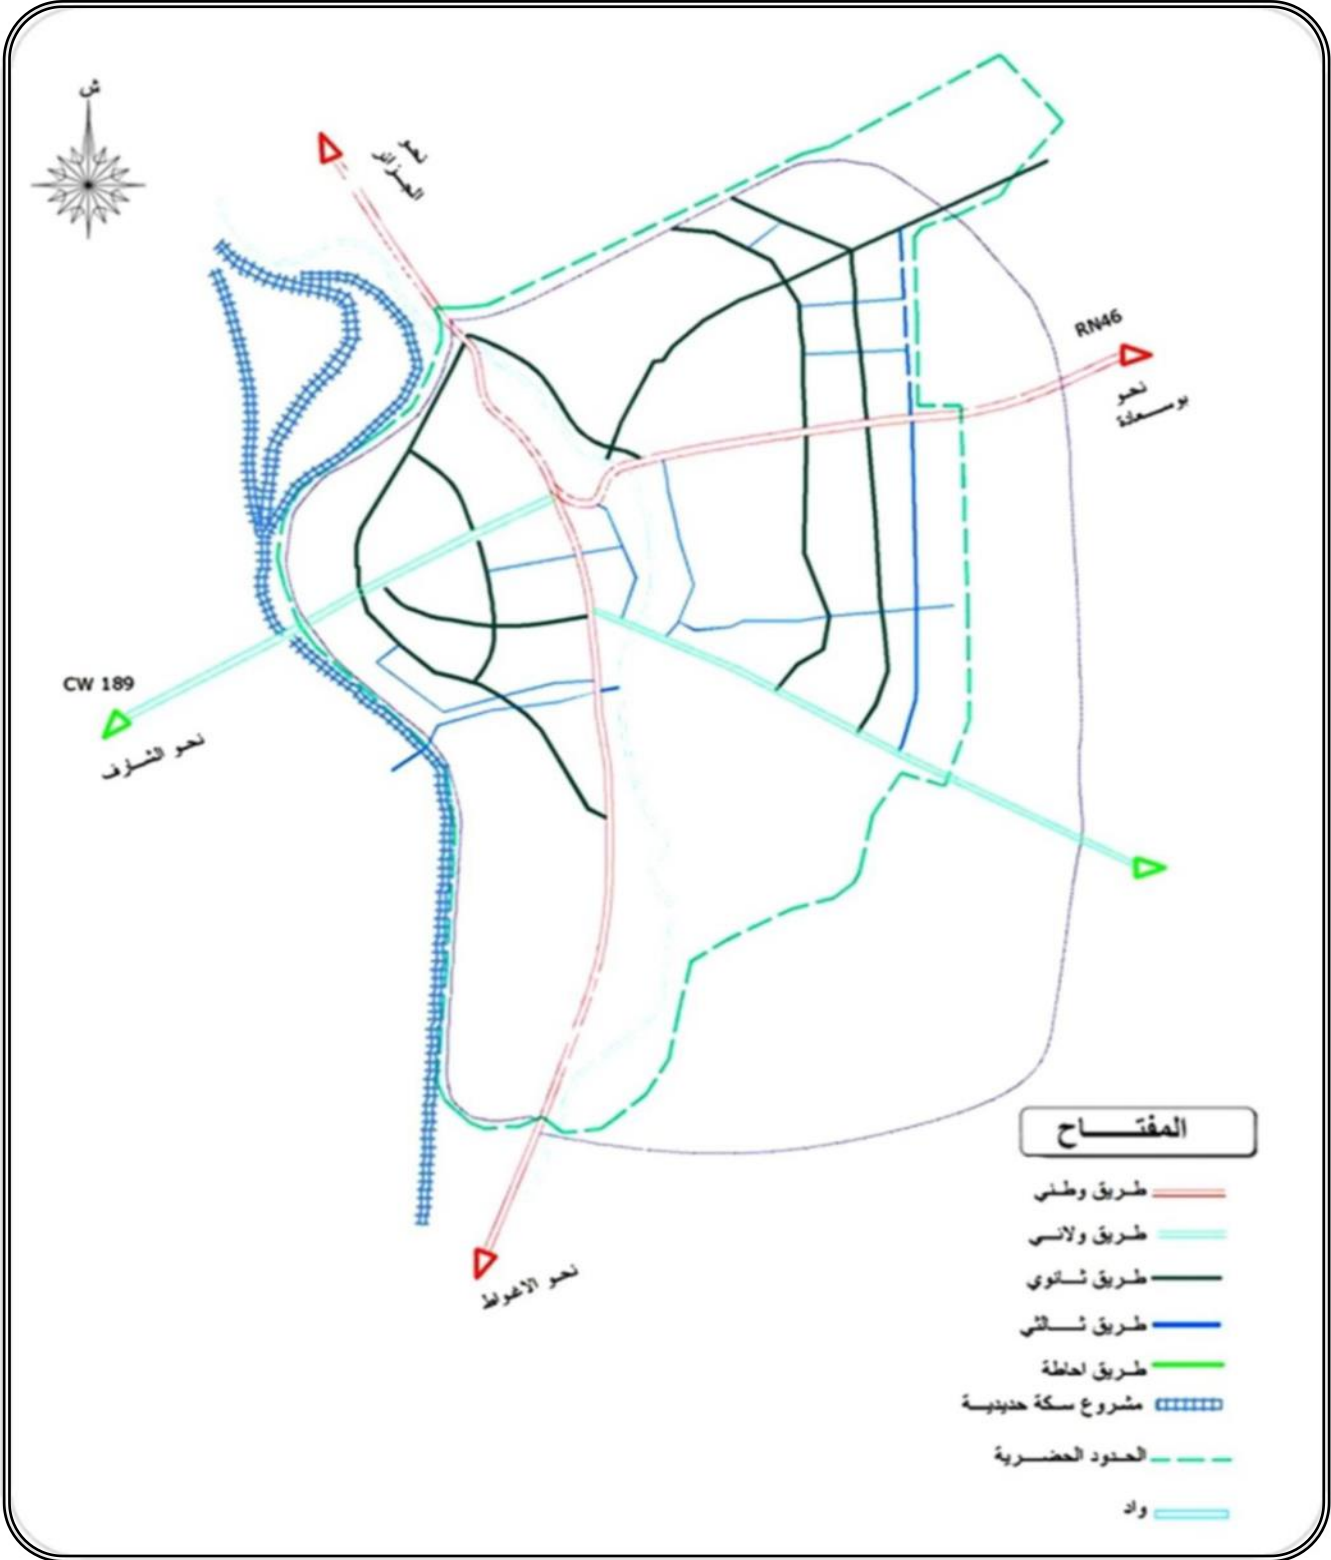 ش
نحو
الجزائر
RN46
نحو
بوسعادة
CW 189
نحو الشارف
نحو الاغواط
المفتاح
طريق وطني
طريق ولائي
طريق ثانوي
طريق ثالثي
طريق احاطة
مشروع سكة حديدية
الحدود الحضرية
واد